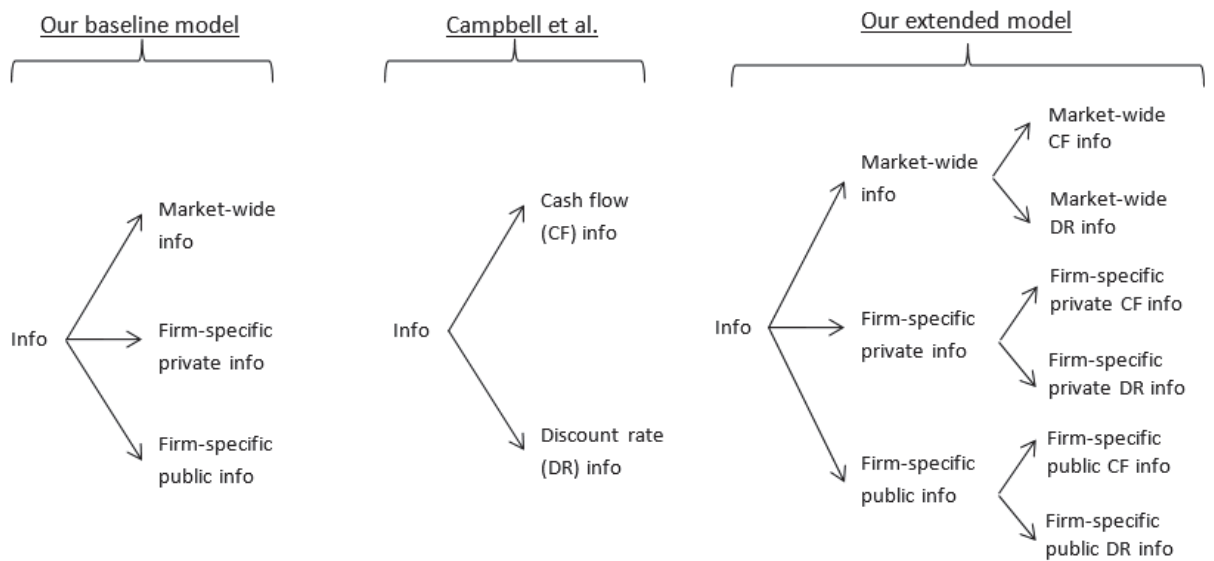 Our baseline model
Market-wide
info
Info
Firm-specific
private info
Firm-specific
public info
Campbell et al.
Cash flow
(CF) info
Info
Discount rate
(DR) info
Our extended model
Market-wide
CF info
Market-wide
info
Market-wide
DR info
Firm-specific
private CF info
Info
Firm-specific
private info
Firm-specific
private DR info
Firm-specific
public CF info
Firm-specific
public info
Firm-specific
public DR info